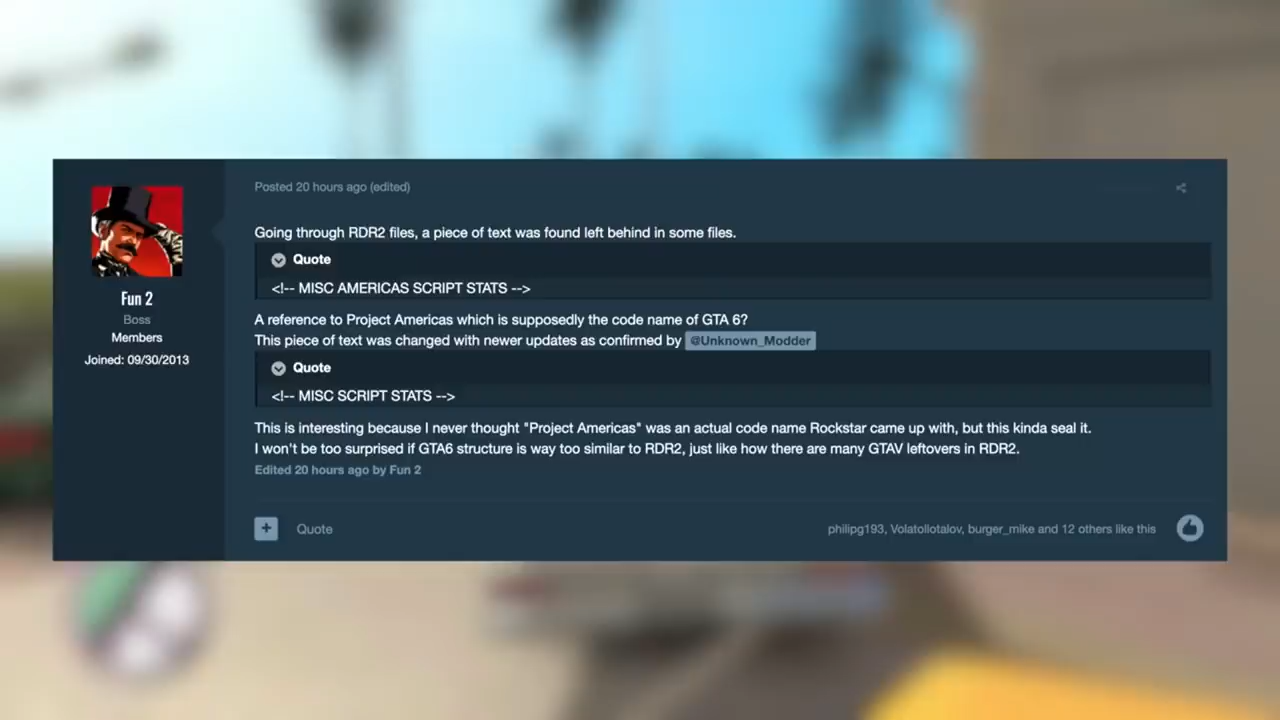 Posted 20 hours ago (edited)
Going through RDR2 files, a piece of text was found left behind in some files.
Quote
<!-- MISC AMERICAS SCRIPT STATS -->
Fun 2
Boss
Members
Joined: 09/30/2013
A reference to Project Americas which is supposedly the code name of GTA 6?
This piece of text was changed with newer updates as confirmed by @Unknown_Modder
Quote
<!-- MISC SCRIPT STATS -->
This is interesting because I never thought "Project Americas" was an actual code name Rockstar came up with, but this kinda seal it.
I won't be too surprised if GTA6 structure is way too similar to RDR2, just like how there are many GTAV leftovers in RDR2.
Edited 20 hours ago by Fun 2
+ Quote
philipg193, Volatollotalov, burger_mike and 12 others like this